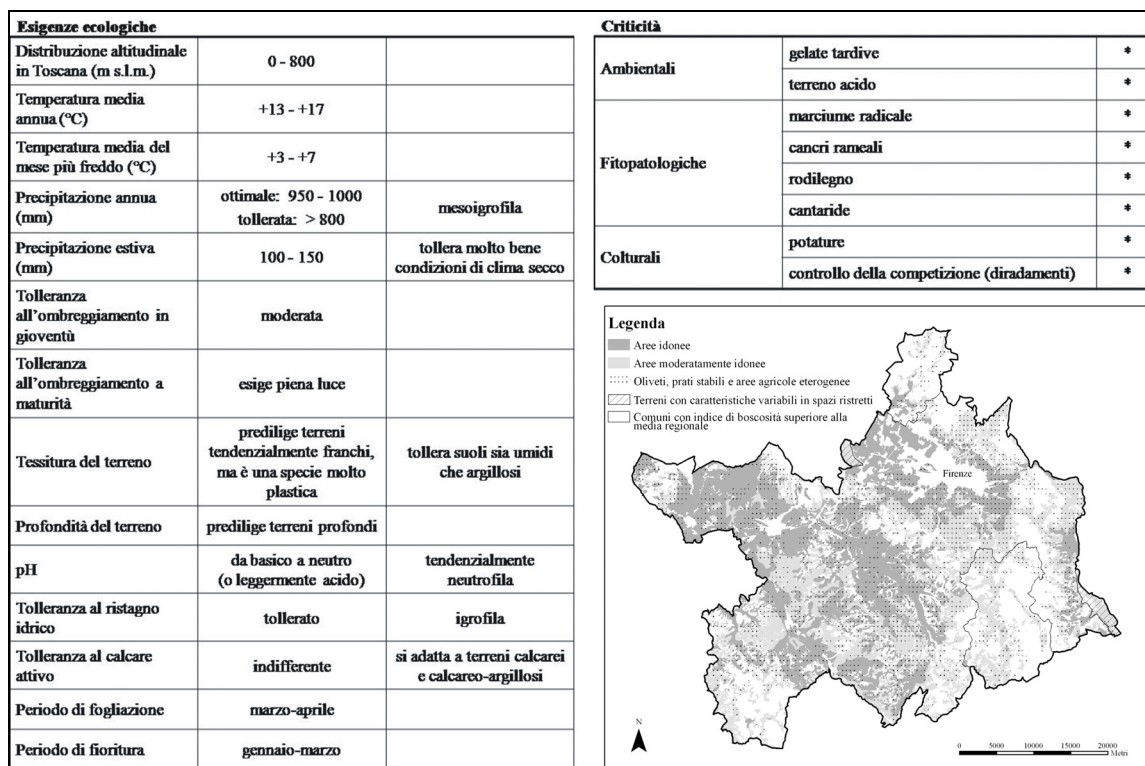 Esigenze ecologiche
Distribuzione altitudinale
in Toscana (m s.l.m.)
0 - 800
Temperatura media
annua (°C)
+13 - +17
Temperatura media del
mese più freddo (°C)
+3 - +7
Precipitazione annua
(mm)
ottimale: 950 - 1000
tollerata: > 800
mesoigrofila
Precipitazione estiva
(mm)
100 - 150
tollera molto bene
condizioni di clima secco
Tolleranza
all'ombreggiamento in
gioventù
moderata
Tolleranza
all'ombreggiamento a
maturità
esige piena luce
Tessitura del terreno
predilige terreni
tendenzialmente franchi,
ma è una specie molto
plastica
tollera suoli sia umidi
che argillosi
Profondità del terreno
predilige terreni profondi
pH
da basico a neutro
(o leggermente acido)
tendenzialmente
neutrofila
Tolleranza al ristagno
idrico
tollerato
igrofila
Tolleranza al calcare
attivo
indifferente
si adatta a terreni calcarei
e calcareo-argillosi
Periodo di fogliazione
marzo-aprile
Periodo di fioritura
gennaio-marzo
Criticità
Ambientali
gelate tardive *
terreno acido *
Fitopatologiche
marciume radicale *
cancri rameali *
rodilegno *
cantaride *
Colturali
potature *
controllo della competizione (diradamenti) *
Legenda
Aree idonee
Aree moderatamente idonee
Oliveti, prati stabili e aree agricole eterogenee
Terreni con caratteristiche variabili in spazi ristretti
Comuni con indice di boscosità superiore alla
media regionale
Firenze
N
0 5000 10000 15000 20000
Metri